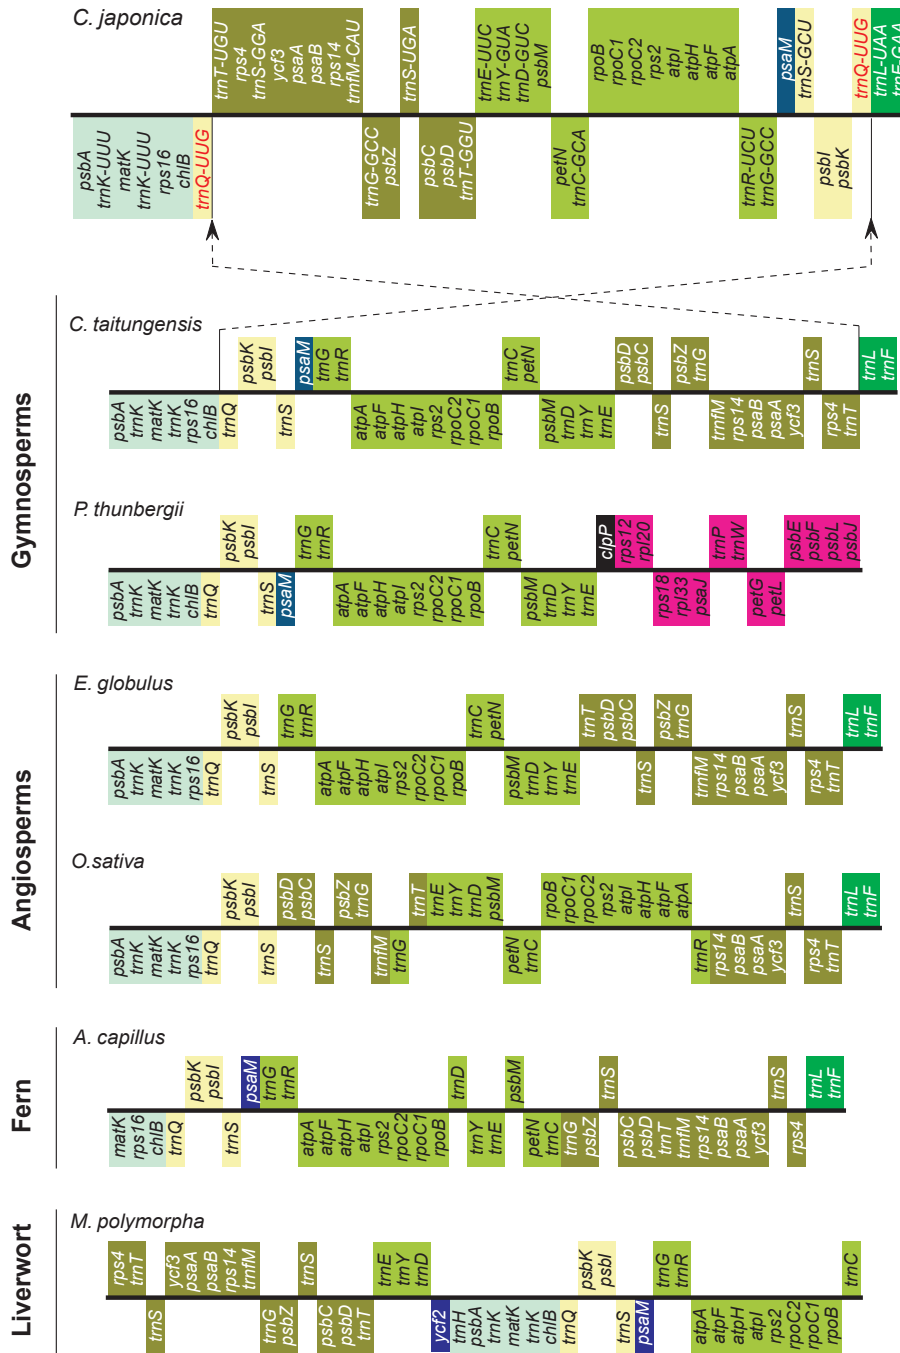 C. japonica
trnT-UGU
rps4
trnS-GGA
ycf3
psaA
psaB
rps14
trnfM-CAU
trnS-UGA
trnE-UUC
trnY-GUA
trnD-GUC
psbM
rpoB
rpoC1
rpoC2
rps2
atpI
atpH
atpF
atpA
psaM
trnS-GCU
trnQ-UUG
trnL-UAA
trnF-GAA
psbA
trnK-UUU
matK
trnK-UUU
rps16
chlB
trnQ-UUG
trnG-GCC
psbZ
psbC
psbD
trnT-GGU
petN
trnC-GCA
trnR-UCU
trnG-GCC
psbI
psbK
Gymnosperms
C. taitungensis
psbK
psbI
psaM
trnG
trnR
trnC
petN
psbD
psbC
psbZ
trnG
trnS
trnL
trnF
psbA
trnK
matK
trnK
rps16
chlB
trnQ
trnS
atpA
atpF
atpH
atpI
rps2
rpoC2
rpoC1
rpoB
psbM
trnD
trnY
trnE
trnS
trnfM
rps14
psaB
psaA
ycf3
rps4
trnT
P. thunbergii
psbK
psbI
trnG
trnR
trnC
petN
clpP
rps12
rpl20
trnP
trnW
psbE
psbF
psbL
psbJ
psbA
trnK
matK
trnK
chlB
trnQ
trnS
psaM
atpA
atpF
atpH
atpI
rps2
rpoC2
rpoC1
rpoB
psbM
trnD
trnY
trnE
rps18
rpl33
psaJ
petG
petL
Angiosperms
E. globulus
psbK
psbI
trnG
trnR
trnC
petN
trnT
psbD
psbC
psbZ
trnG
trnS
trnL
trnF
psbA
trnK
matK
trnK
rps16
trnQ
trnS
atpA
atpF
atpH
atpI
rps2
rpoC2
rpoC1
rpoB
psbM
trnD
trnY
trnE
trnS
trnfM
rps14
psaB
psaA
ycf3
rps4
trnT
O.sativa
psbK
psbI
psbD
psbC
psbZ
trnG
trnT
trnE
trnY
trnD
psbM
rpoB
rpoC1
rpoC2
rps2
atpI
atpH
atpF
atpA
trnS
trnL
trnF
psbA
trnK
matK
trnK
rps16
trnQ
trnS
trnS
trnfM
trnG
petN
trnC
trnR
rps14
psaB
psaA
ycf3
rps4
trnT
Fern
A. capillus
psbK
psbI
psaM
trnG
trnR
trnD
psbM
trnS
trnS
trnL
trnF
matK
rps16
chlB
trnQ
trnS
atpA
atpF
atpH
atpI
rps2
rpoC2
rpoC1
rpoB
trnY
trnE
petN
trnC
trnG
psbZ
psbC
psbD
trnT
trnfM
rps14
psaB
psaA
ycf3
rps4
Liverwort
M. polymorpha
rps4
trnT
ycf3
psaA
psaB
rps14
trnfM
trnS
trnE
trnY
trnD
psbK
psbI
trnG
trnR
trnC
trnS
trnG
psbZ
psbC
psbD
trnT
ycf2
trnH
psbA
trnK
matK
trnK
chlB
trnQ
trnS
psaM
atpA
atpF
atpH
atpI
rps2
rpoC2
rpoC1
rpoB